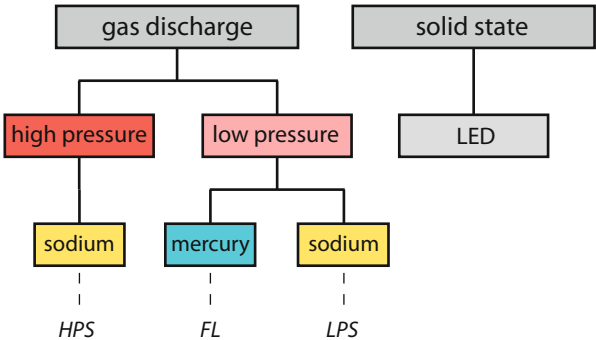 gas discharge
solid state
high pressure
low pressure
LED
sodium
mercury
sodium
HPS
FL
LPS